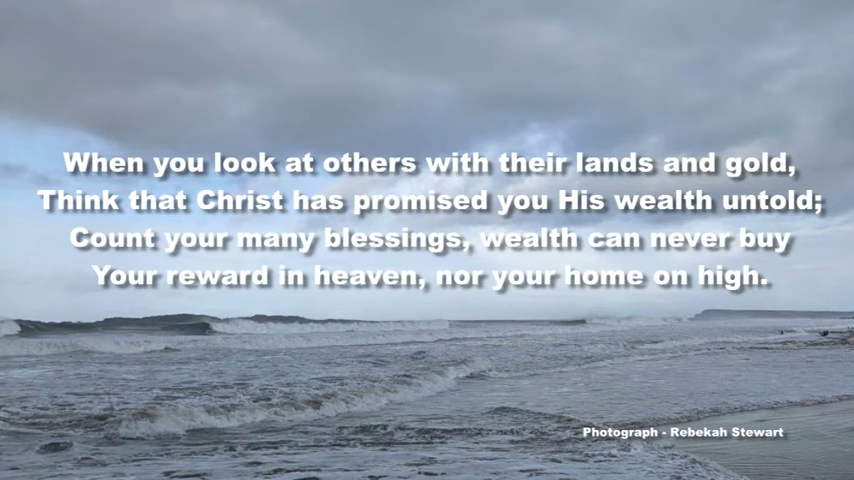 When you look at others with their lands and gold,
Think that Christ has promised you His wealth untold;
Count your many blessings, wealth can never buy
Your reward in heaven, nor your home on high.
Photograph - Rebekah Stewart